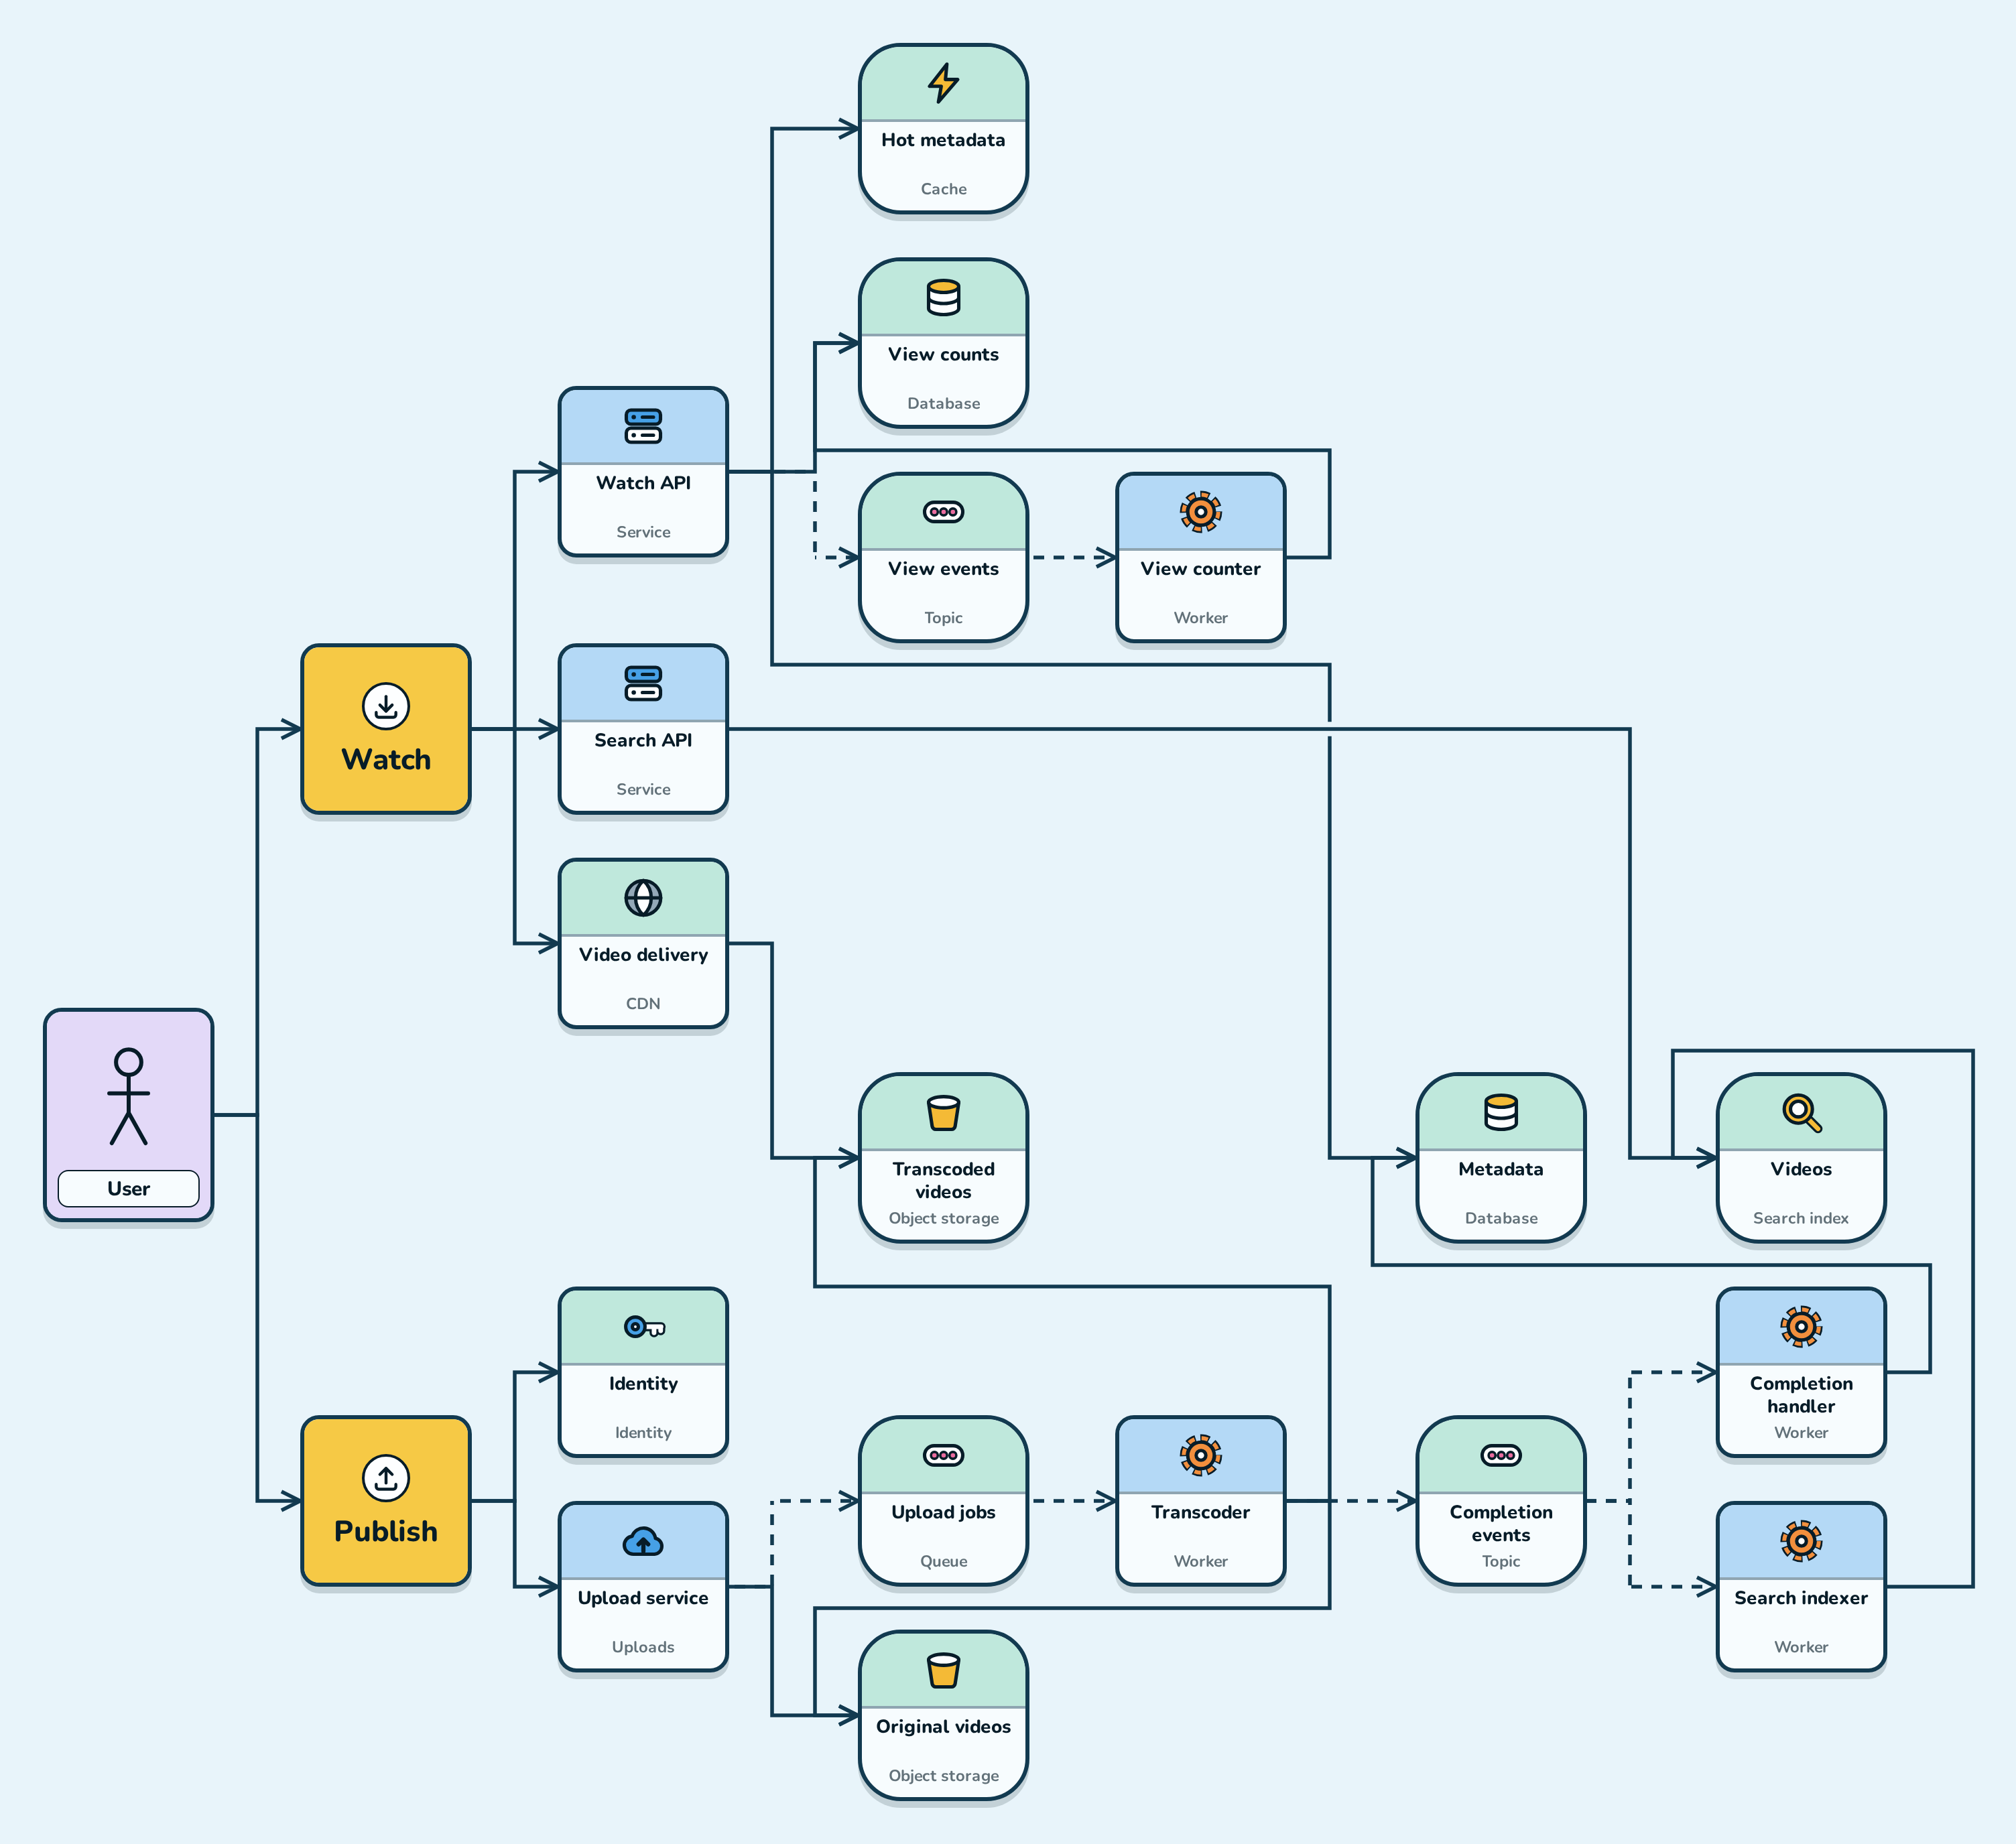 Hot metadata
Cache
View counts
Database
Watch API
Service
View events
Topic
View counter
Worker
Watch
Search API
Service
Video delivery
CDN
User
Transcoded
videos
Object storage
Metadata
Database
Videos
Search index
Identity
Identity
Completion
handler
Worker
Publish
Upload service
Uploads
Upload jobs
Queue
Transcoder
Worker
Completion
events
Topic
Search indexer
Worker
Original videos
Object storage